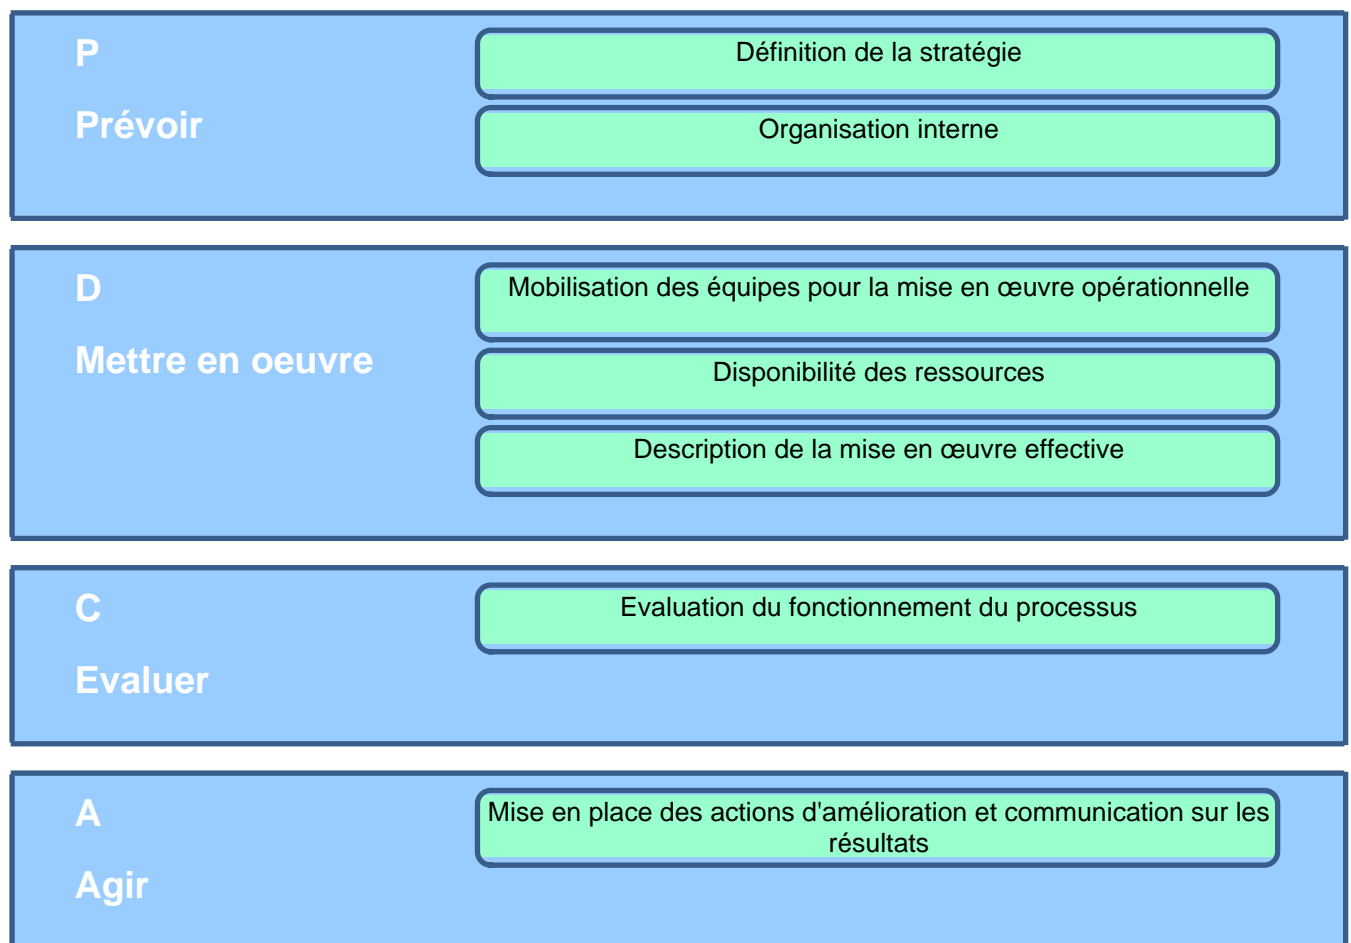 P
Définition de la stratégie
Prévoir
Organisation interne
D
Mobilisation des équipes pour la mise en œuvre opérationnelle
Mettre en oeuvre
Disponibilité des ressources
Description de la mise en œuvre effective
C
Evaluation du fonctionnement du processus
Evaluer
A
Mise en place des actions d'amélioration et communication sur les
résultats
Agir